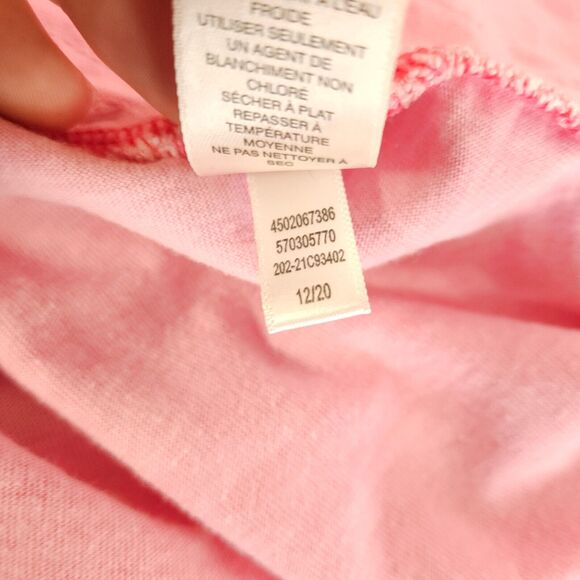 À L'EAU
FROIDE
UTILISER SEULEMENT
UN AGENT DE
BLANCHIMENT NON
CHLORÉ
SÉCHER À PLAT
REPASSER À
TEMPÉRATURE
MOYENNE
NE PAS NETTOYER À
SEC
4502067386
570305770
202-21C93402
12/20